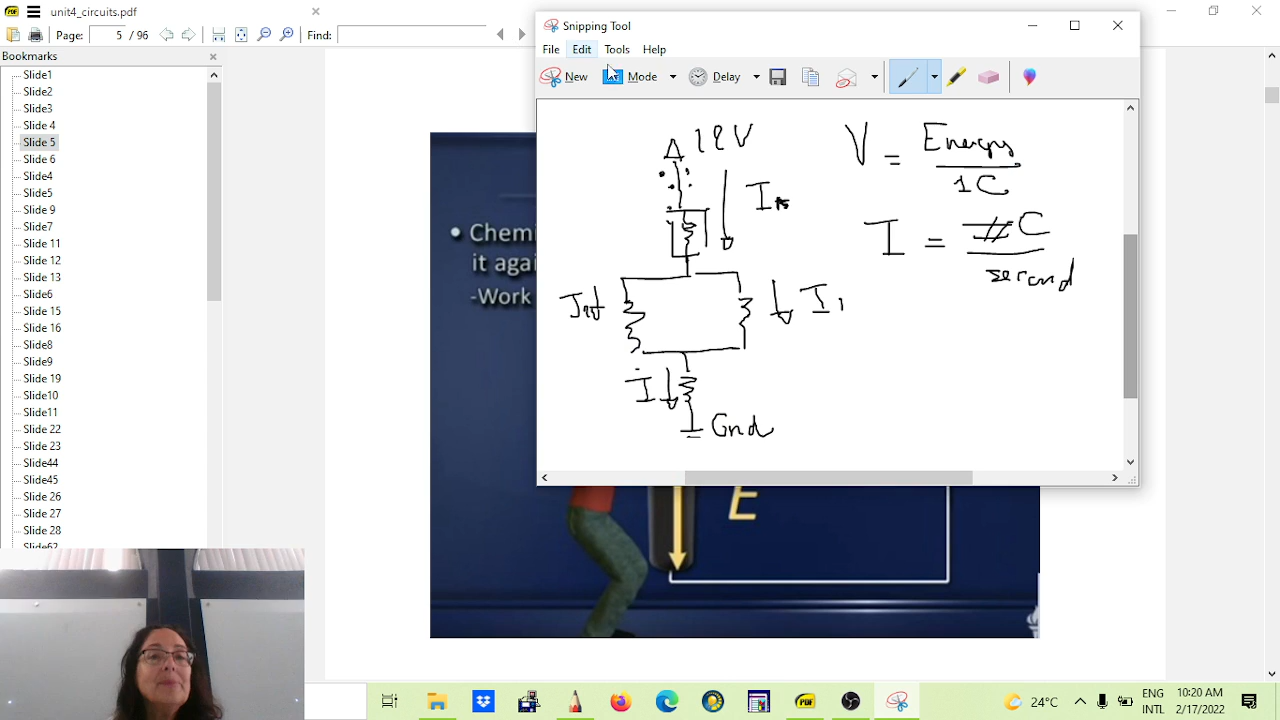 unit4_circuits.pdf
Page: 5 / 96 Find:
Bookmarks
Slide1
Slide2
Slide3
Slide 4
Slide 5
Slide 6
Slide4
Slide5
Slide 9
Slide7
Slide 11
Slide 12
Slide 13
Slide6
Slide 16
Slide8
Slide9
Slide 19
Slide10
Slide11
Slide 22
Slide 23
Slide44
Slide45
Slide 26
Slide 27
Slide 28
Slide62
Snipping Tool
File Edit Tools Help
New Mode Delay
12V
I
I1
I
Gnd
V = Energy
1C
I = # C
second
• Chemi
it agai
-Work
E
24°C
ENG
INTL
10:20 AM
2/17/2022